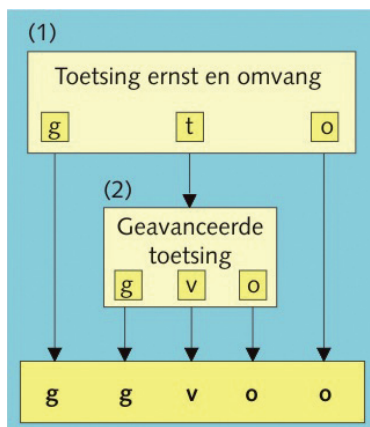 (1)
Toetsing ernst en omvang
g t o
(2)
Geavanceerde
toetsing
g v o
g g v o o